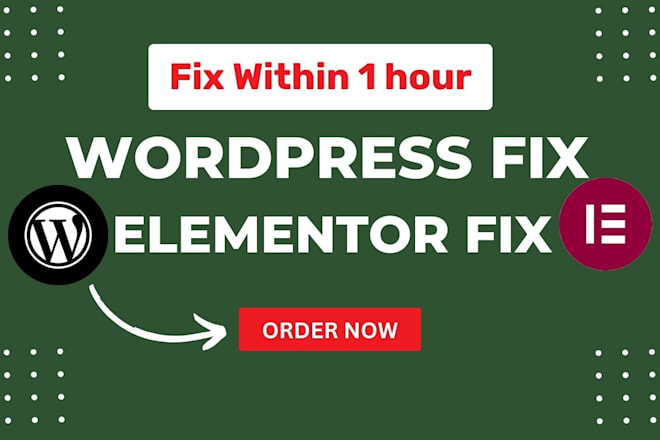 Fix Within 1 hour
WORDPRESS FIX
ELEMENTOR FIX
ORDER NOW